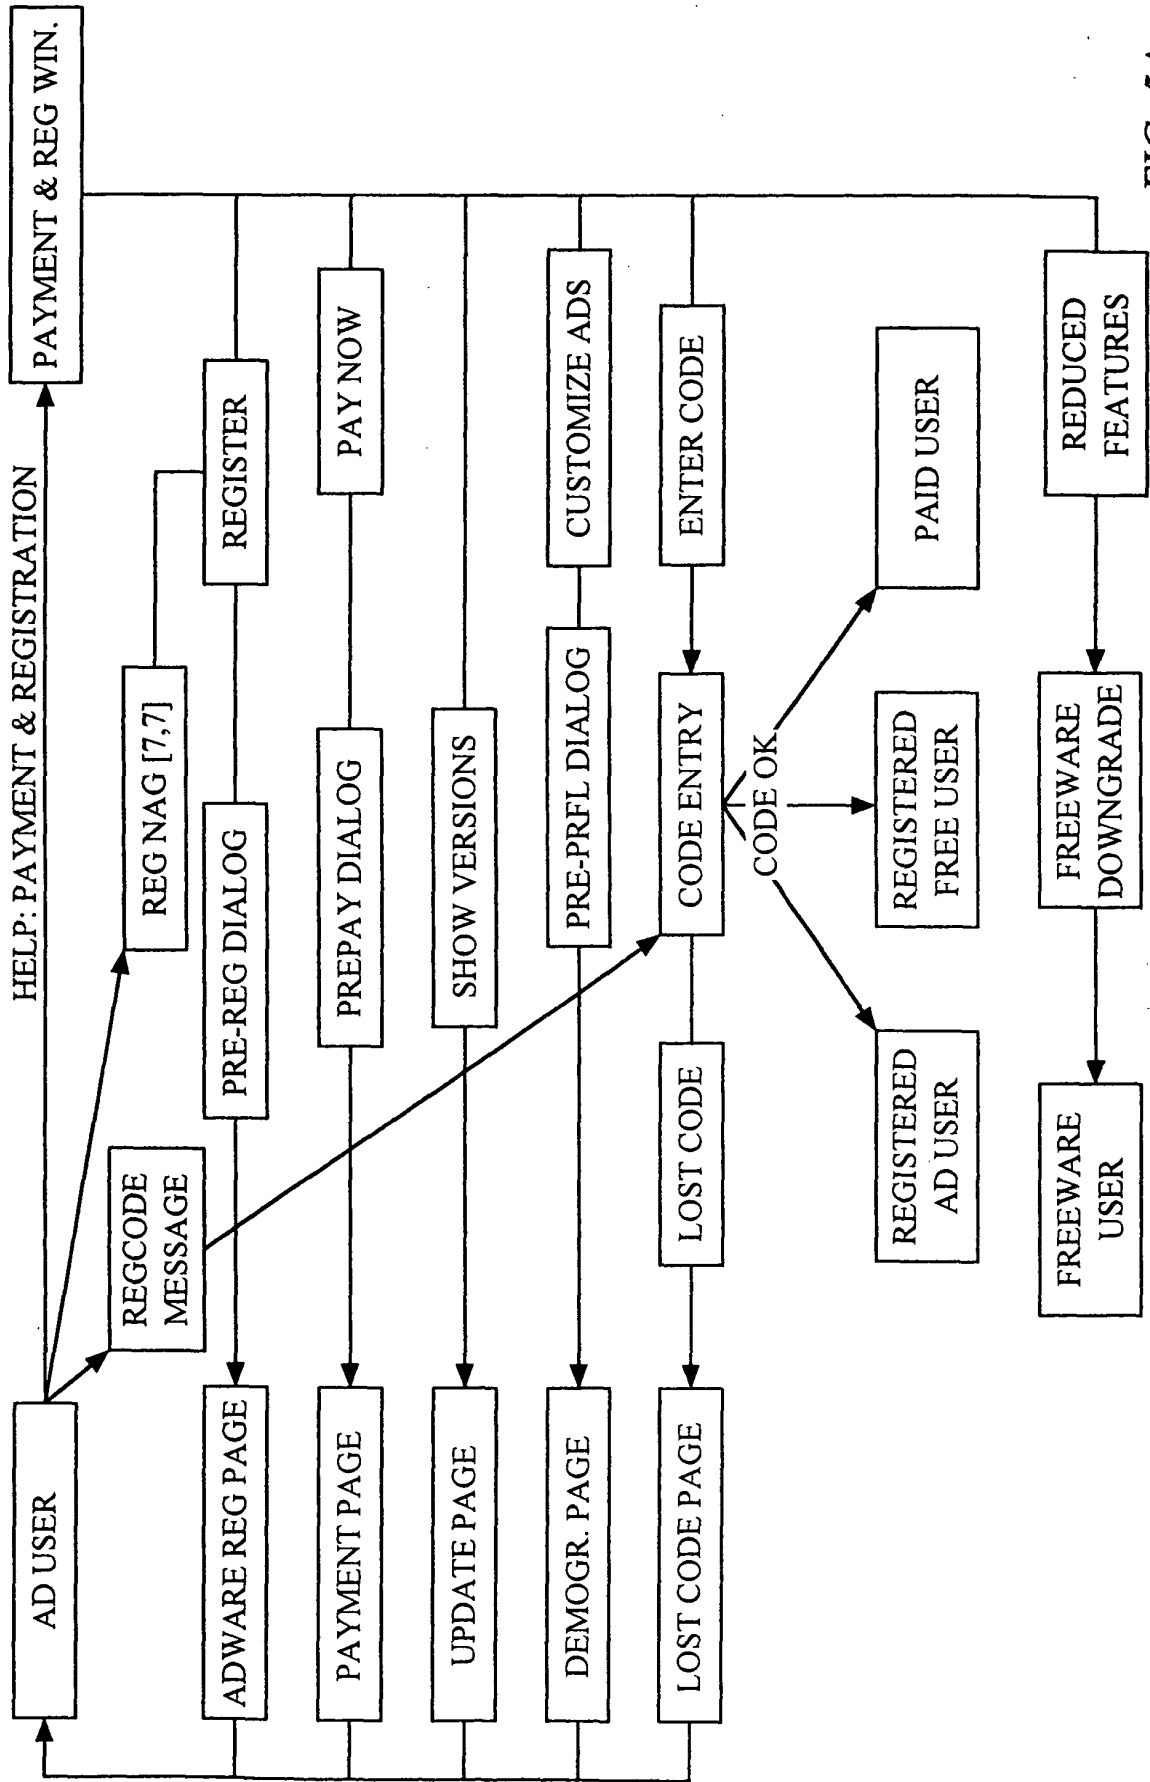 HELP: PAYMENT & REGISTRATION
AD USER
PAYMENT & REG WIN.
REGCODE
MESSAGE
REG NAG [7,7]
ADWARE REG PAGE
PRE-REG DIALOG
REGISTER
PAYMENT PAGE
PREPAY DIALOG
PAY NOW
UPDATE PAGE
SHOW VERSIONS
DEMOGR. PAGE
PRE-PRFL DIALOG
CUSTOMIZE ADS
LOST CODE PAGE
LOST CODE
CODE ENTRY
ENTER CODE
CODE OK
REGISTERED
AD USER
REGISTERED
FREE USER
PAID USER
FREEWARE
USER
FREEWARE
DOWNGRADE
REDUCED
FEATURES